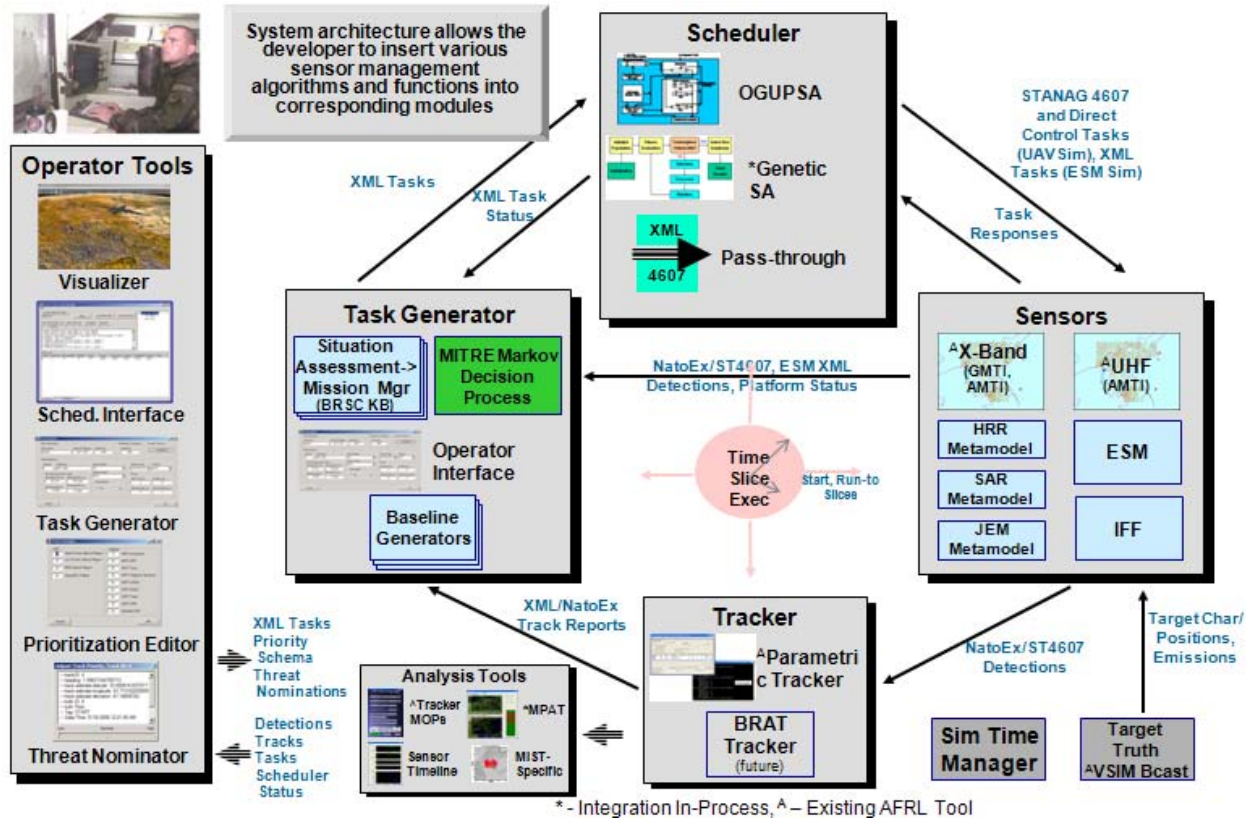 System architecture allows the
developer to insert various
sensor management
algorithms and functions into
corresponding modules
Operator Tools
Visualizer
Sched. Interface
Task Generator
Prioritization Editor
Threat Nominator
Scheduler
OGUPSA
*Genetic
SA
XML
4607
Pass-through
XML Tasks
XML Task
Status
STANAG 4607
and Direct
Control Tasks
(UAV Sim), XML
Tasks (ESM Sim)
Task
Responses
Task Generator
Situation
Assessment->
Mission Mgr
(BRSC KB)
MITRE Markov
Decision
Process
Operator
Interface
Baseline
Generators
NatoEx/ST4607, ESM XML
Detections, Platform Status
Time
Slice
Exec
Start, Run-to
Slices
Sensors
^X-Band
(GMTI,
AMTI)
^UHF
(AMTI)
HRR
Metamodel
SAR
Metamodel
JEM
Metamodel
ESM
IFF
XML/NatoEx
Track Reports
Tracker
^Parametri
c Tracker
BRAT
Tracker
(future)
NatoEx/ST4607
Detections
Target Char/
Positions,
Emissions
XML Tasks
Priority
Schema
Threat
Nominations
Detections
Tracks
Tasks
Scheduler
Status
Analysis Tools
^Tracker
MOPs
*MPAT
Sensor
Timeline
MIST-
Specific
Sim Time
Manager
Target
Truth
^VSIM Bcast
* - Integration In-Process, ^ – Existing AFRL Tool